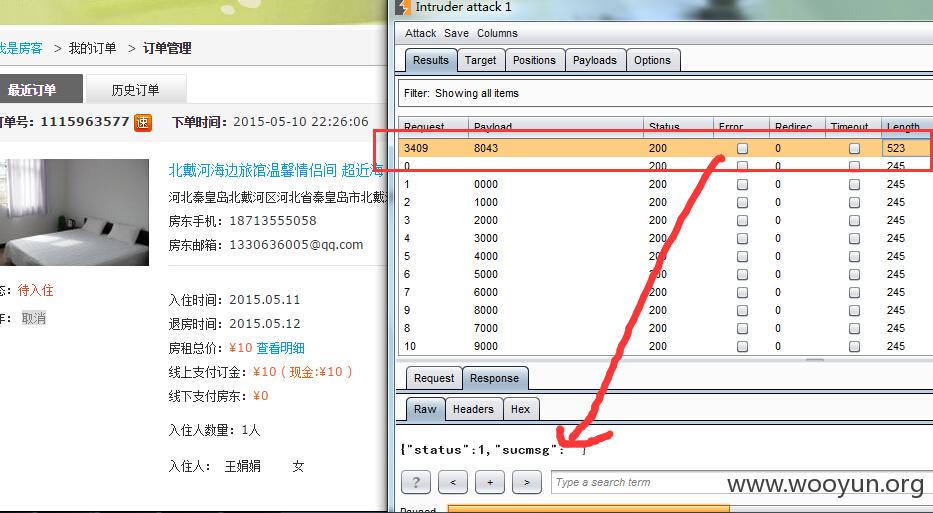 Intruder attack 1
Attack Save Columns
Results Target Positions Payloads Options
Filter: Showing all items
Request Payload Status Error Redirec... Timeout Length
3409 8043 200 0 523
0 200 0 245
1 0000 200 0 245
2 1000 200 0 245
3 2000 200 0 245
4 3000 200 0 245
5 4000 200 0 245
6 5000 200 0 245
7 6000 200 0 245
8 7000 200 0 245
9 8000 200 0 245
10 9000 200 0 245
Request Response
Raw Headers Hex
{"status":1,"sucmsg":
? < + > Type a search term
我是房客 > 我的订单 > 订单管理
最近订单 历史订单
订单号：1115963577 速 下单时间：2015-05-10 22:26:06
北戴河海边旅馆温馨情侣间 超近海
河北秦皇岛北戴河区河北省秦皇岛市北戴
房东手机：18713555058
房东邮箱：1330636005@qq.com
待入住
取消
入住时间：2015.05.11
退房时间：2015.05.12
房租总价：¥10 查看明细
线上支付订金：¥10（现金:¥10 ）
线下支付房东：¥0
入住人数量：1人
入住人： 王娟娟 女
www.wooyun.org